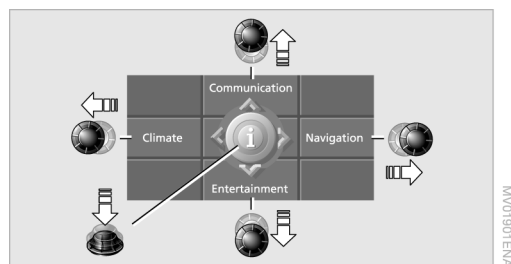 Communication
Climate
i
Navigation
Entertainment
MV01901ENA